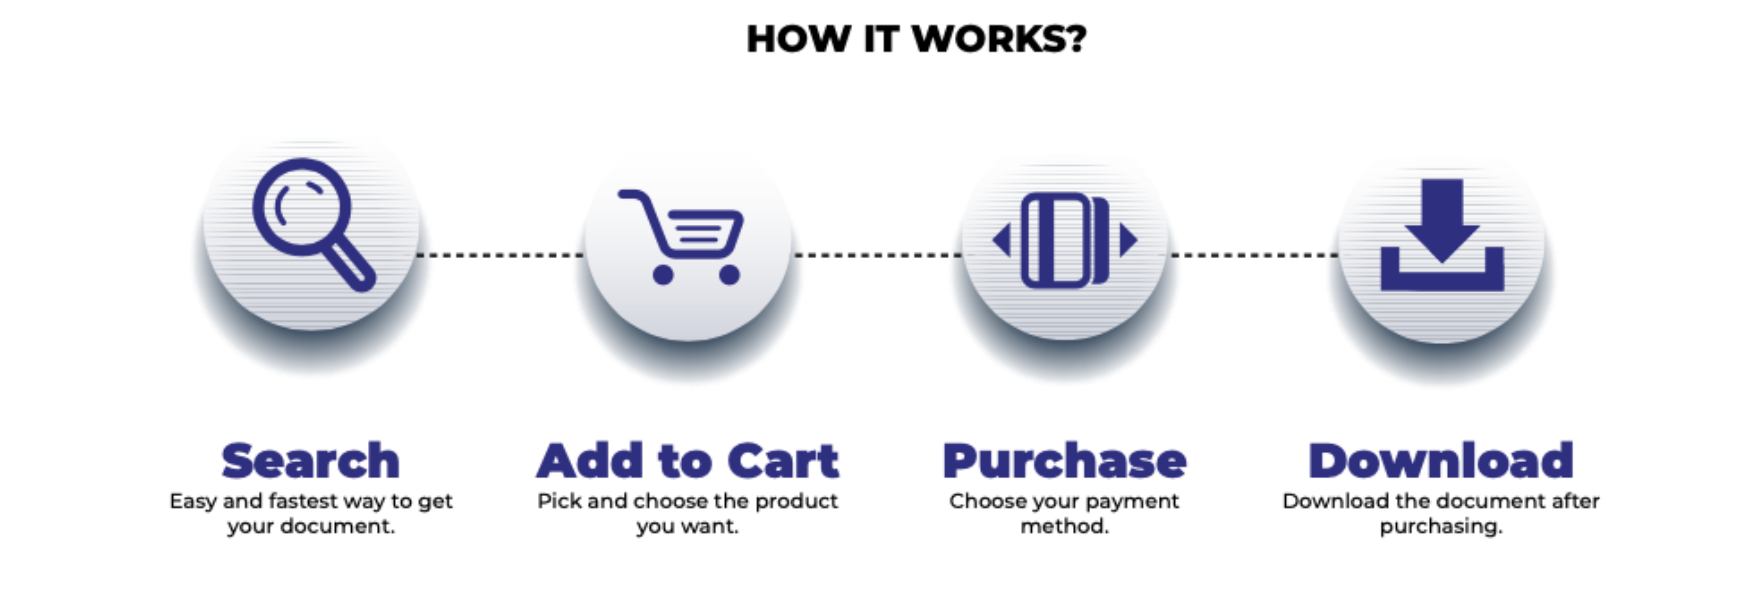 HOW IT WORKS?
Search
Easy and fastest way to get
your document.
Add to Cart
Pick and choose the product
you want.
Purchase
Choose your payment
method.
Download
Download the document after
purchasing.